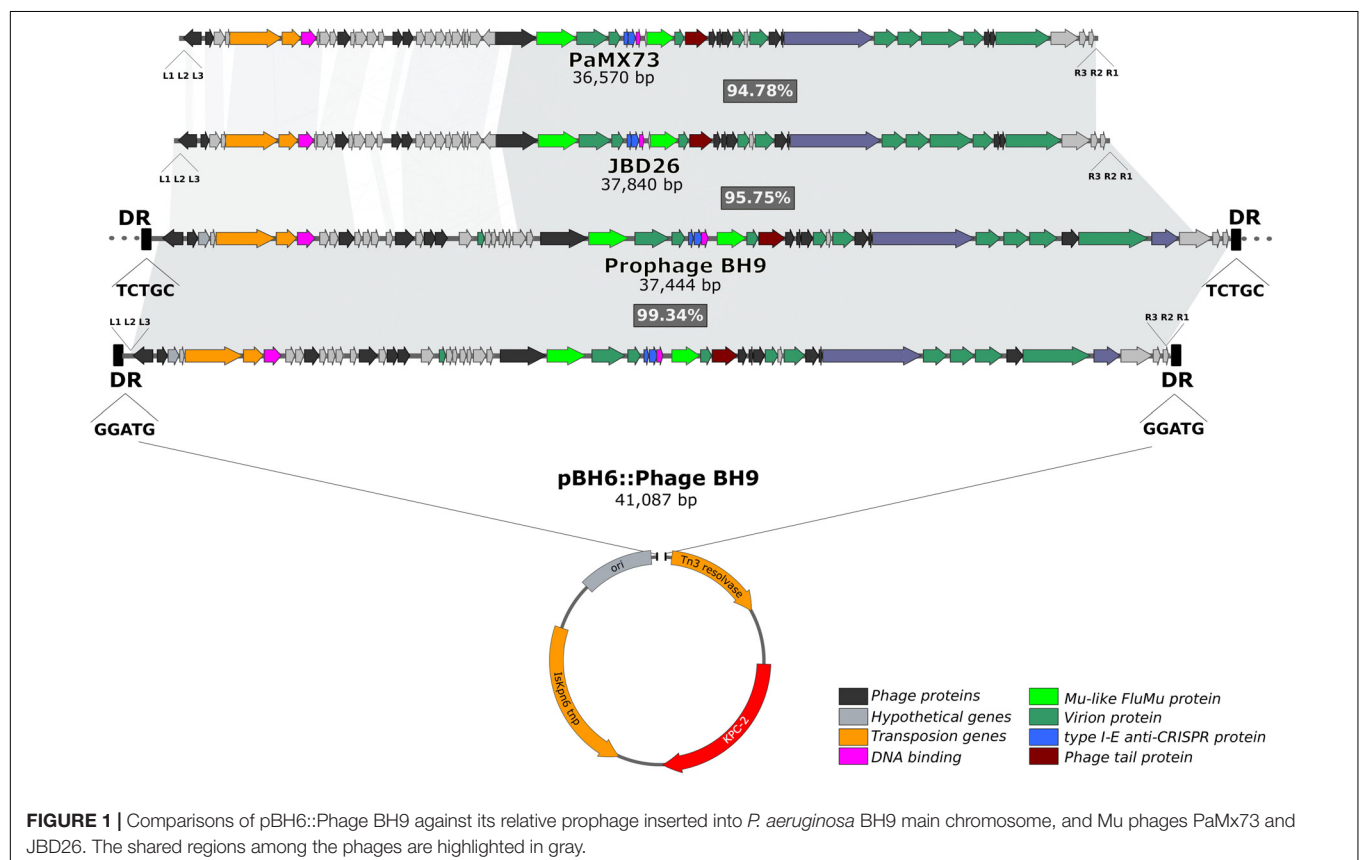 L1 L2 L3
PaMX73
36,570 bp
R3 R2 R1
94.78%
L1 L2 L3
JBD26
37,840 bp
R3 R2 R1
95.75%
DR
DR
Prophage BH9
37,444 bp
TCTGC
TCTGC
99.34%
L1 L2 L3
R3 R2 R1
DR
DR
GGATG
GGATG
pBH6::Phage BH9
41,087 bp
ori
Tn3 resolvase
IsKpn6 tnp
KPC-2
Phage proteins
Hypothetical genes
Transposion genes
DNA binding
Mu-like FluMu protein
Virion protein
type I-E anti-CRISPR protein
Phage tail protein
FIGURE 1 | Comparisons of pBH6::Phage BH9 against its relative prophage inserted into P. aeruginosa BH9 main chromosome, and Mu phages PaMx73 and
JBD26. The shared regions among the phages are highlighted in gray.